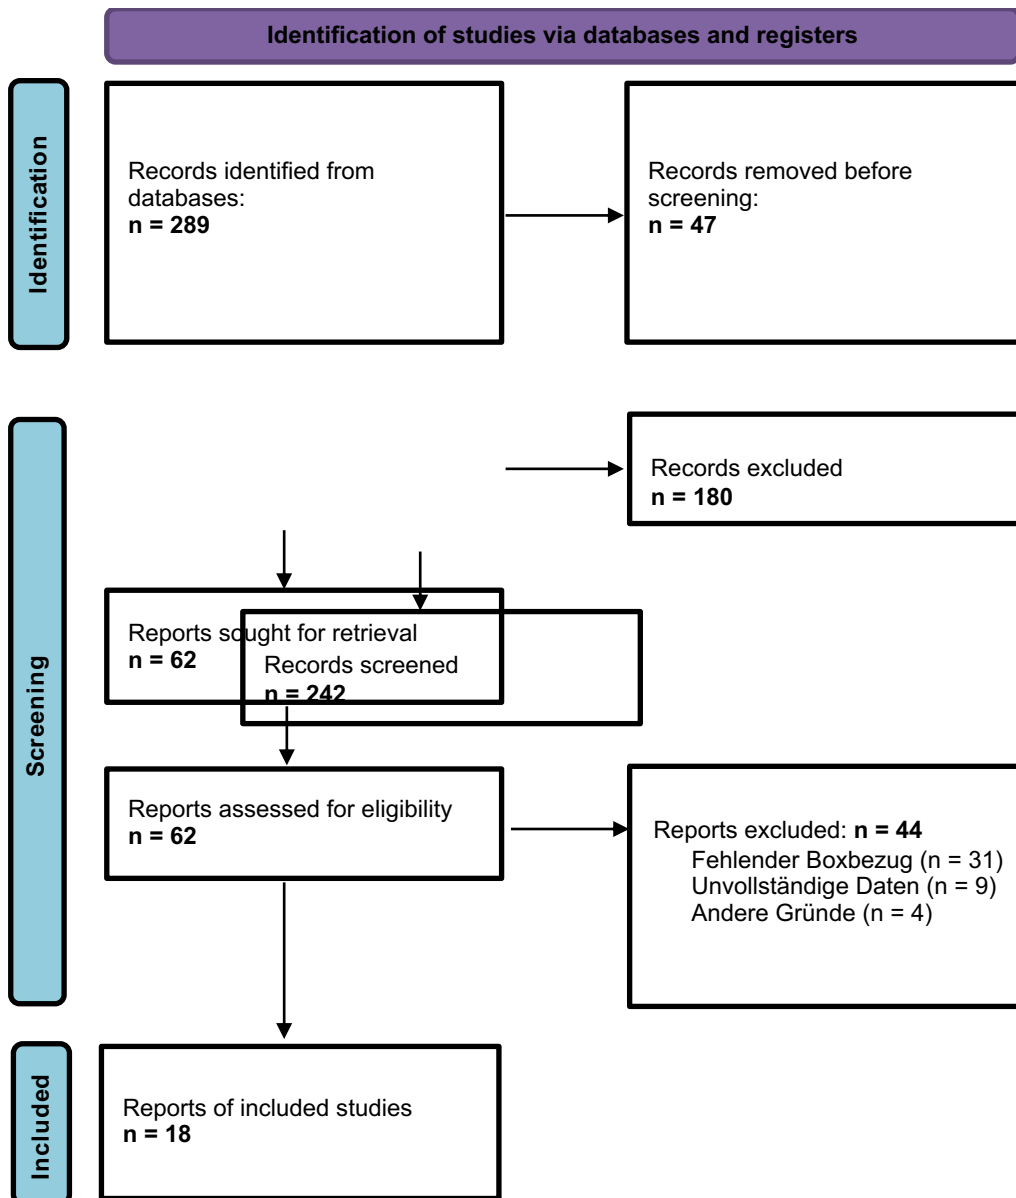 Identification of studies via databases and registers
Identification
Records identified from
databases:
n = 289
Records removed before
screening:
n = 47
Screening
Records excluded
n = 180
Reports sought for retrieval
n = 62
Records screened
n = 242
Reports assessed for eligibility
n = 62
Reports excluded: n = 44
Fehlender Boxbezug (n = 31)
Unvollständige Daten (n = 9)
Andere Gründe (n = 4)
Included
Reports of included studies
n = 18